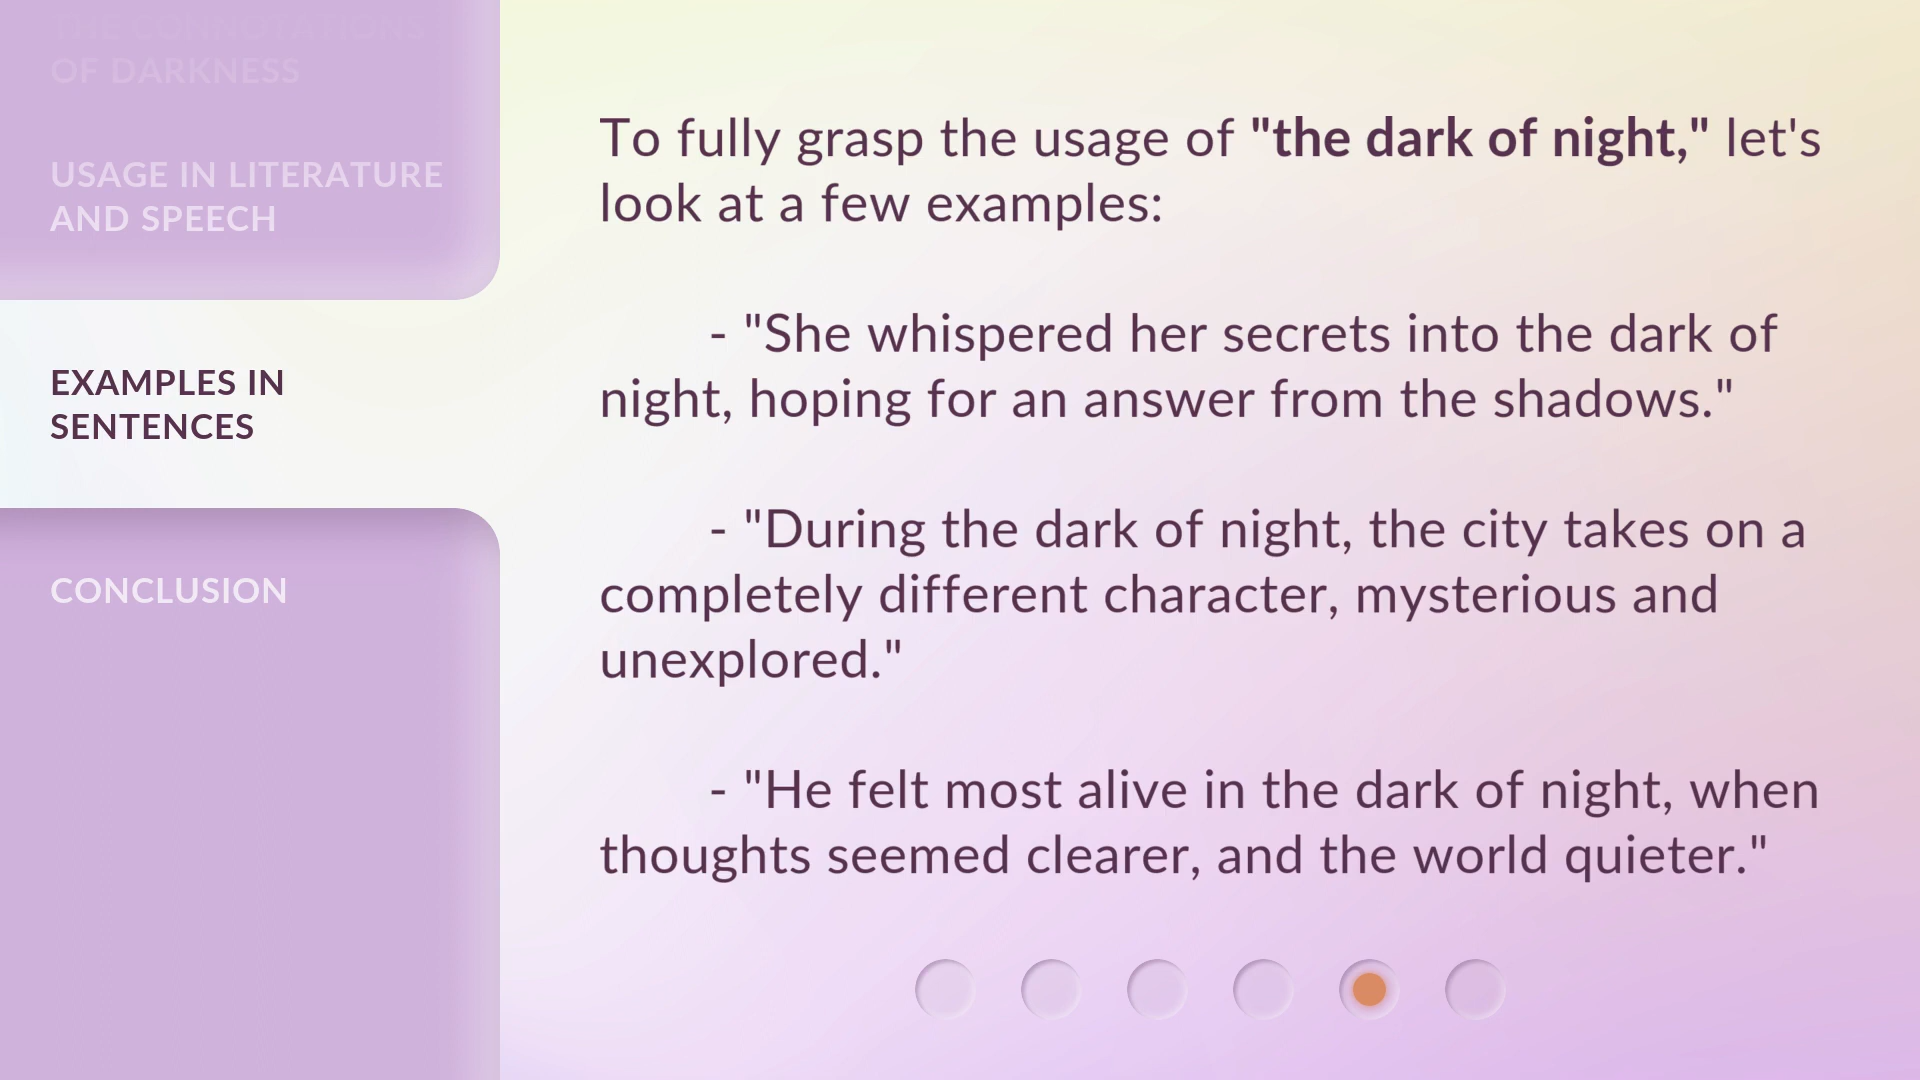 THE CONNOTATIONS
OF DARKNESS
USAGE IN LITERATURE
AND SPEECH
EXAMPLES IN
SENTENCES
CONCLUSION
To fully grasp the usage of "the dark of night," let's
look at a few examples:
- "She whispered her secrets into the dark of
night, hoping for an answer from the shadows."
- "During the dark of night, the city takes on a
completely different character, mysterious and
unexplored."
- "He felt most alive in the dark of night, when
thoughts seemed clearer, and the world quieter."